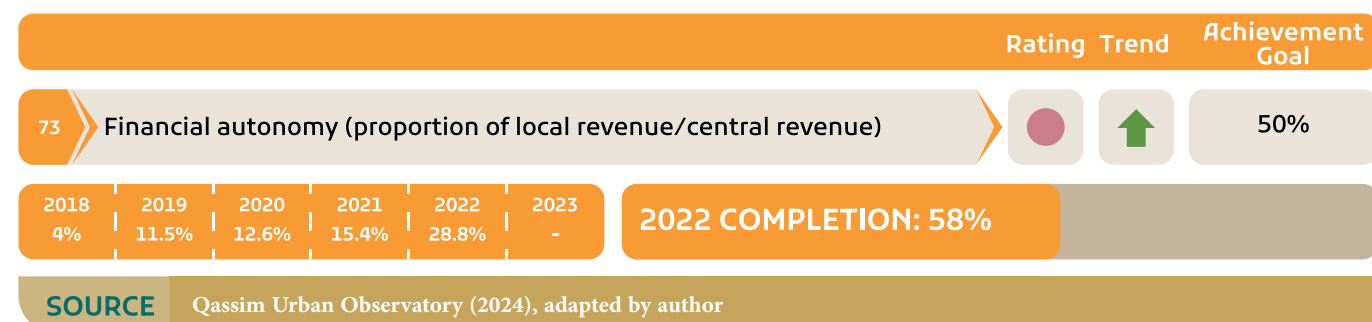 Rating Trend Achievement Goal
73 Financial autonomy (proportion of local revenue/central revenue) 50%
2018 2019 2020 2021 2022 2023
4% 11.5% 12.6% 15.4% 28.8% -
2022 COMPLETION: 58%
SOURCE Qassim Urban Observatory (2024), adapted by author